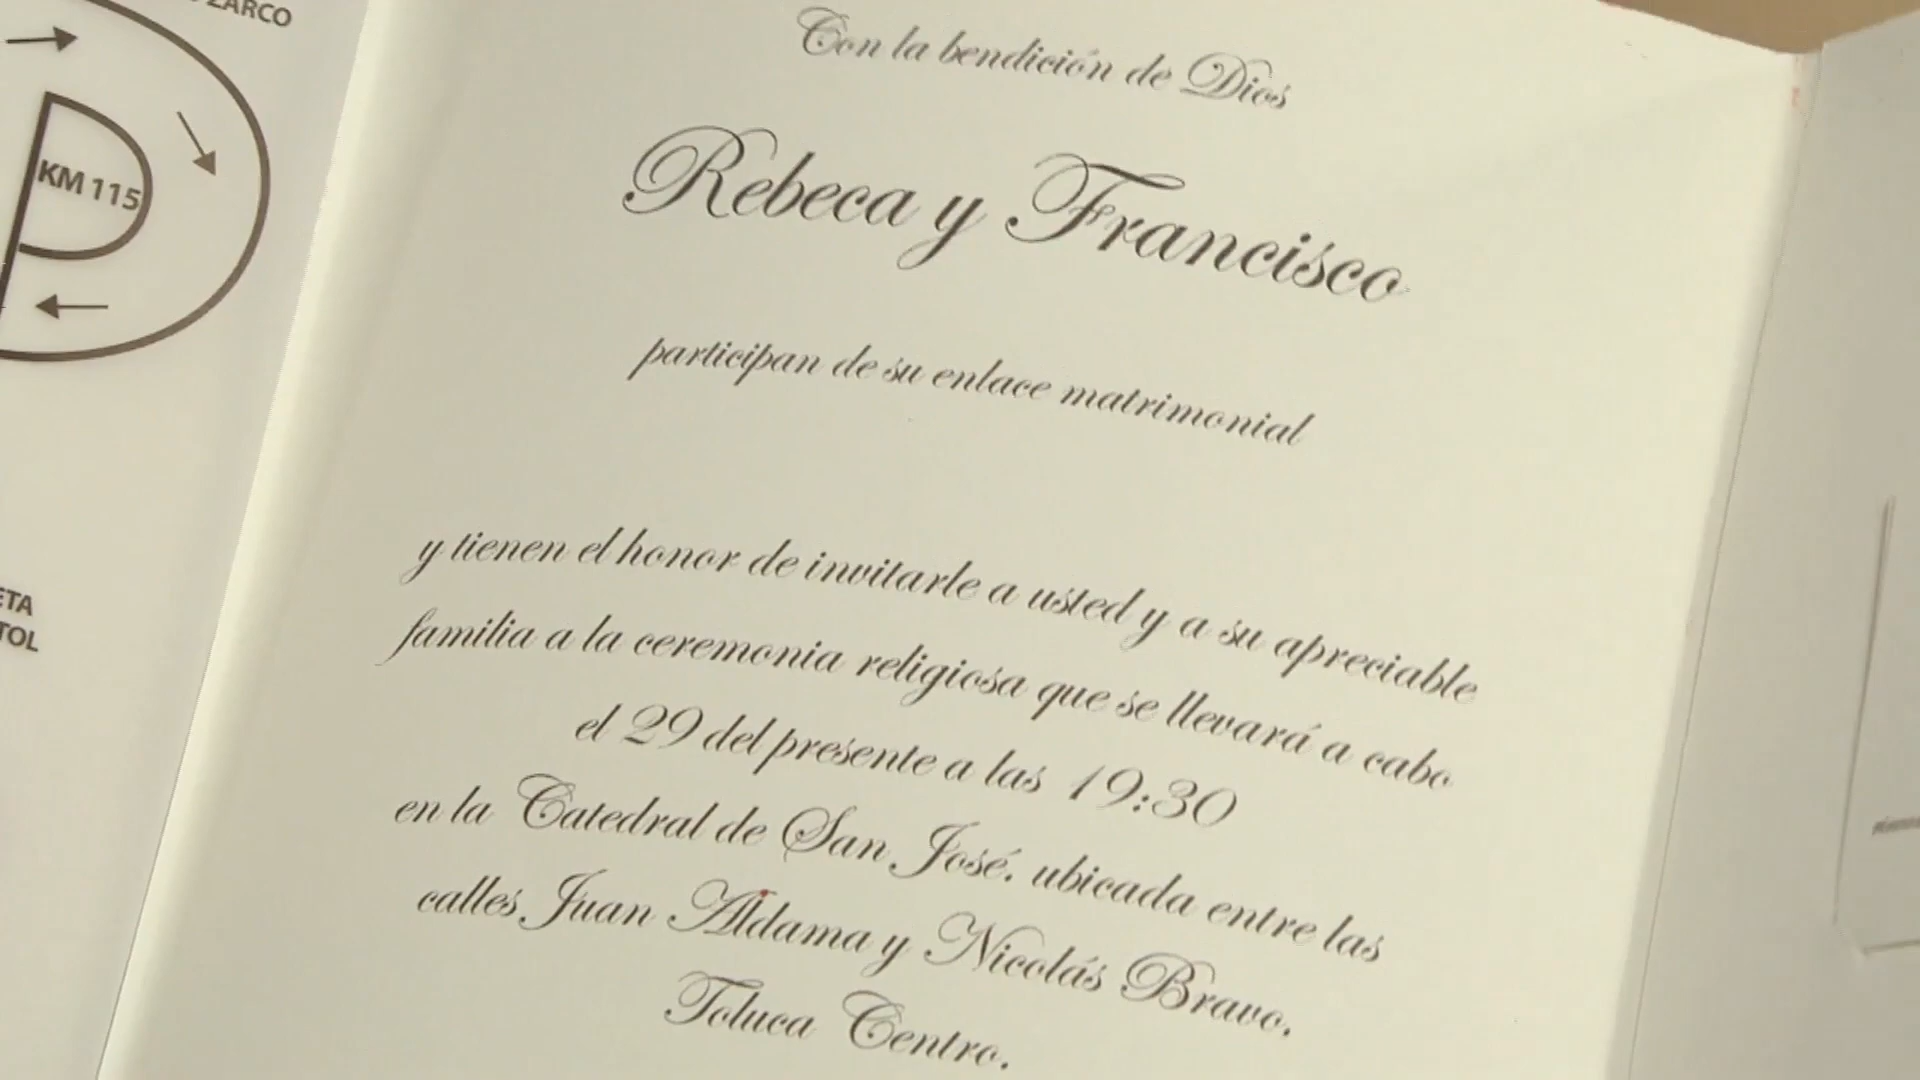 ZARCO
KM 115
ETA
TOL
Con la bendición de Dios
Rebeca y Francisco
participan de su enlace matrimonial
y tienen el honor de invitarle a usted y a su apreciable
familia a la ceremonia religiosa que se llevará a cabo
el 29 del presente a las 19:30
en la Catedral de San José. ubicada entre las
calles Juan Aldama y Nicolás Bravo.
Toluca Centro.